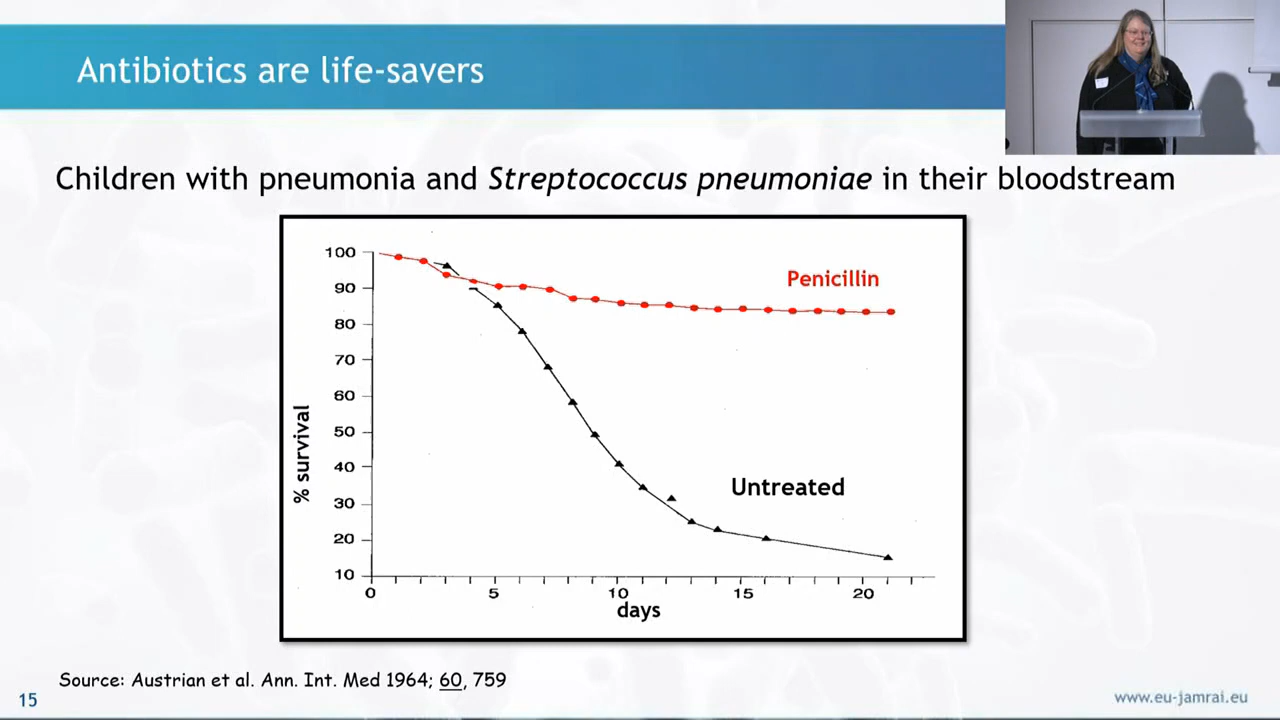 Antibiotics are life-savers
Children with pneumonia and Streptococcus pneumoniae in their bloodstream
100
90
80
70
60
50
40
30
20
10
% survival
Penicillin
Untreated
0
5
10
15
20
days
Source: Austrian et al. Ann. Int. Med 1964; 60, 759
15
www.eu-jamrai.eu